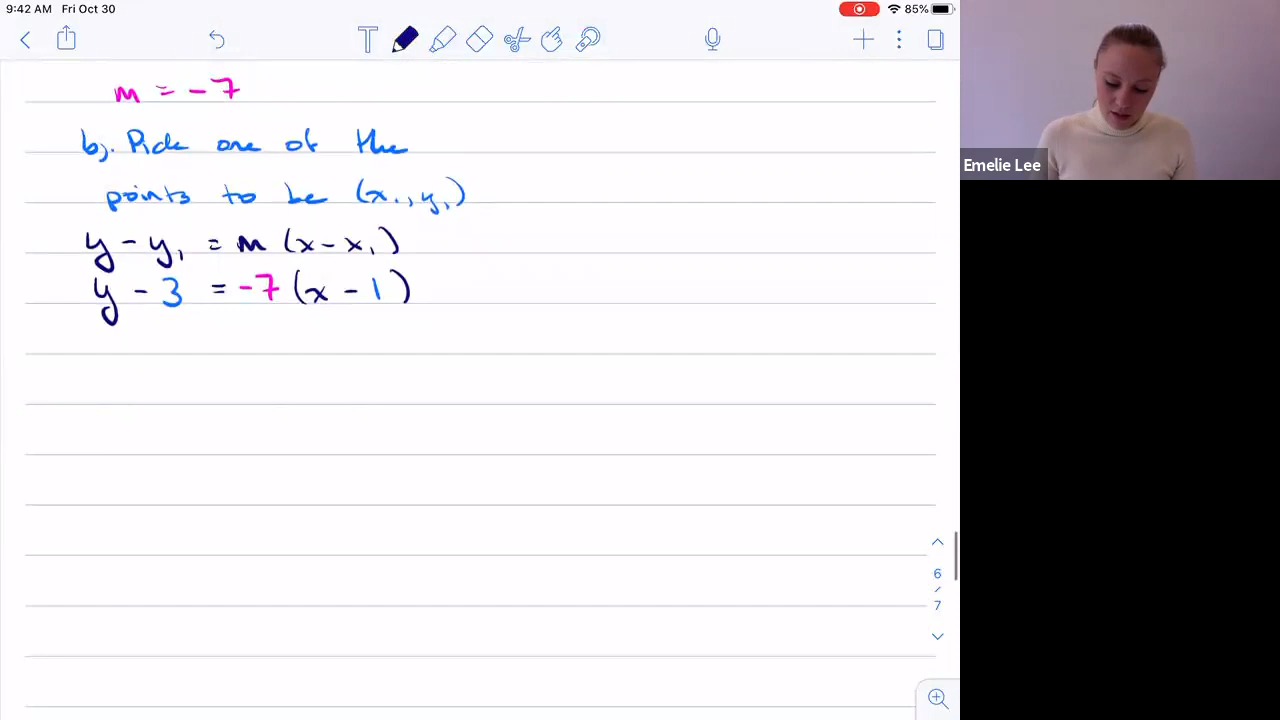 9:42 AM Fri Oct 30 85%
m = -7
b). Pick one of the
points to be (x₁, y₁)
y - y₁ = m (x - x₁)
y - 3 = -7 (x - 1)
Emelie Lee
6
/
7